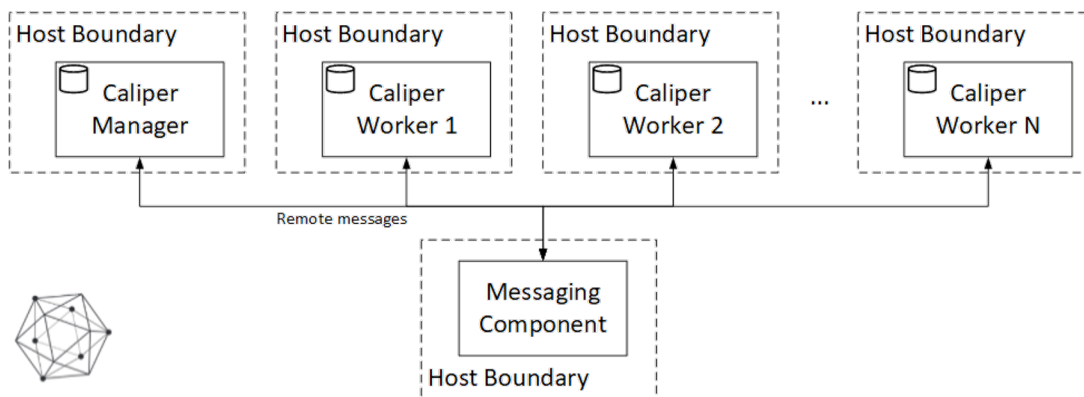 Host Boundary
Caliper
Manager
Host Boundary
Caliper
Worker 1
Host Boundary
Caliper
Worker 2
...
Host Boundary
Caliper
Worker N
Remote messages
Messaging
Component
Host Boundary